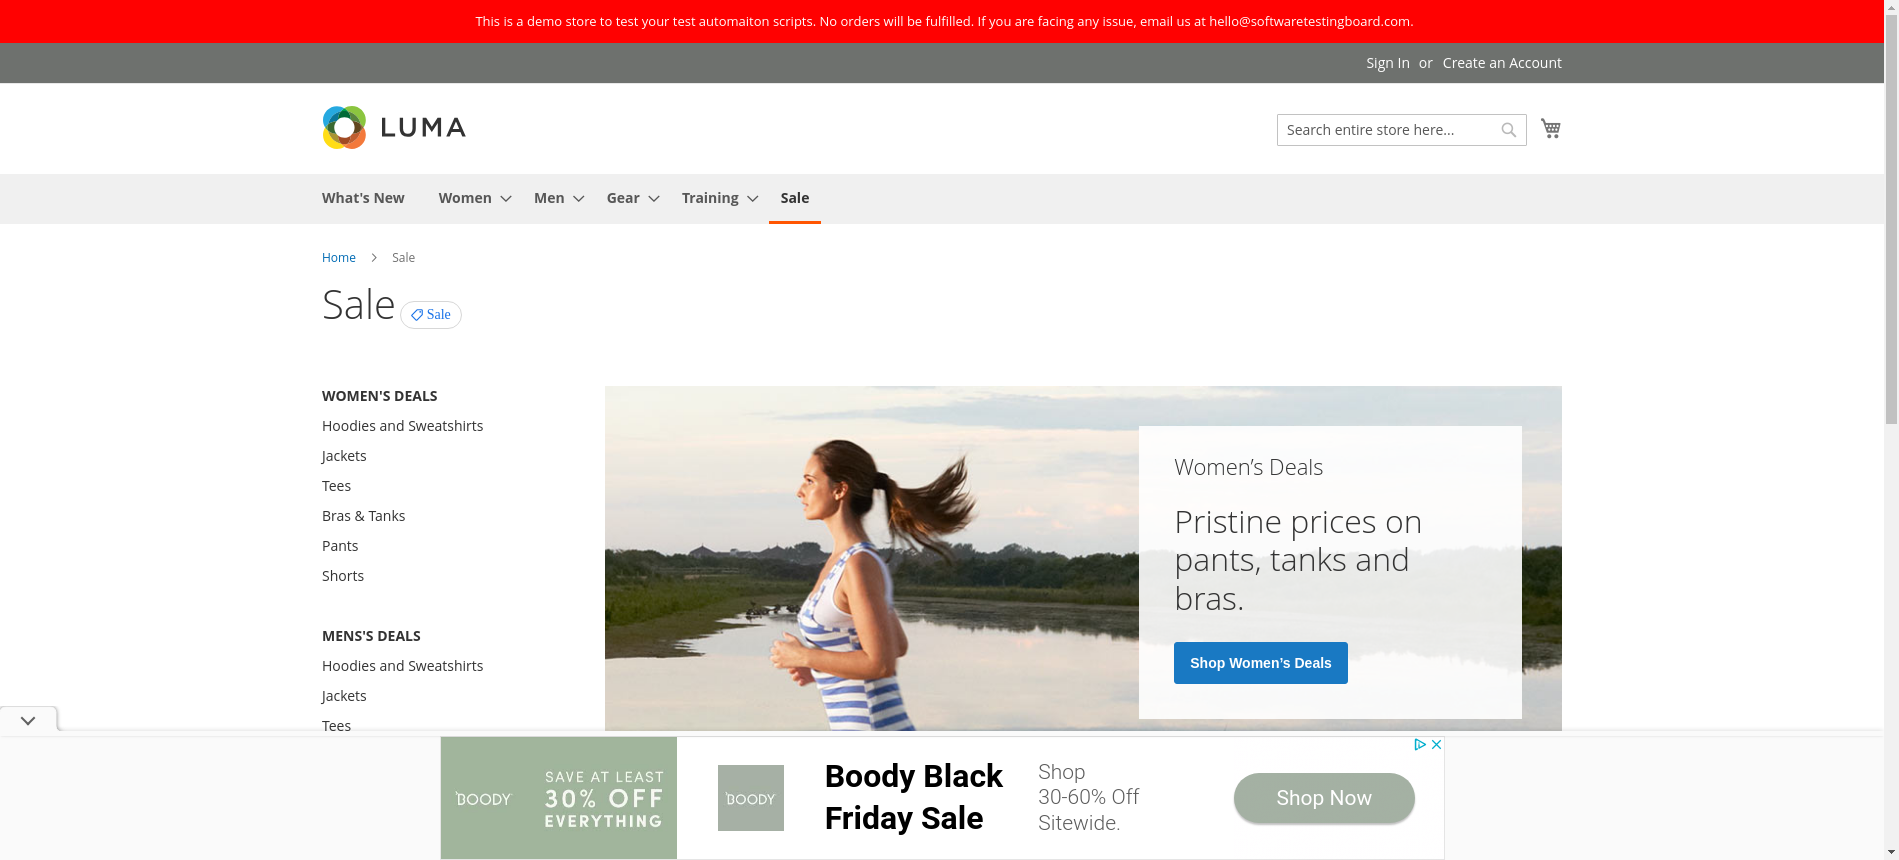 This is a demo store to test your test automaiton scripts. No orders will be fulfilled. If you are facing any issue, email us at hello@softwaretestingboard.com.
Sign In or Create an Account
LUMA
Search entire store here...
What's New Women Men Gear Training Sale
Home Sale
Sale Sale
WOMEN'S DEALS
Hoodies and Sweatshirts
Jackets
Tees
Bras & Tanks
Pants
Shorts
MENS'S DEALS
Hoodies and Sweatshirts
Jackets
Tees
Women’s Deals
Pristine prices on
pants, tanks and
bras.
Shop Women’s Deals
BOODY
SAVE AT LEAST
30% OFF
EVERYTHING
BOODY
Boody Black
Friday Sale
Shop
30-60% Off
Sitewide.
Shop Now